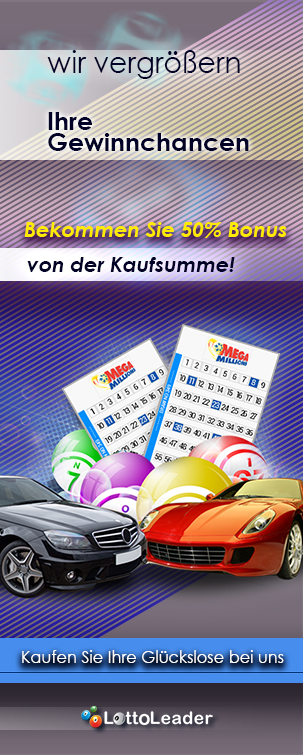 wir vergrößern
Ihre
Gewinnchancen
Bekommen Sie 50% Bonus
von der Kaufsumme!
MEGA
MILLIONS
MEGA
MILLIONS
N
7
O
I
Kaufen Sie Ihre Glückslose bei uns
LottoLeader